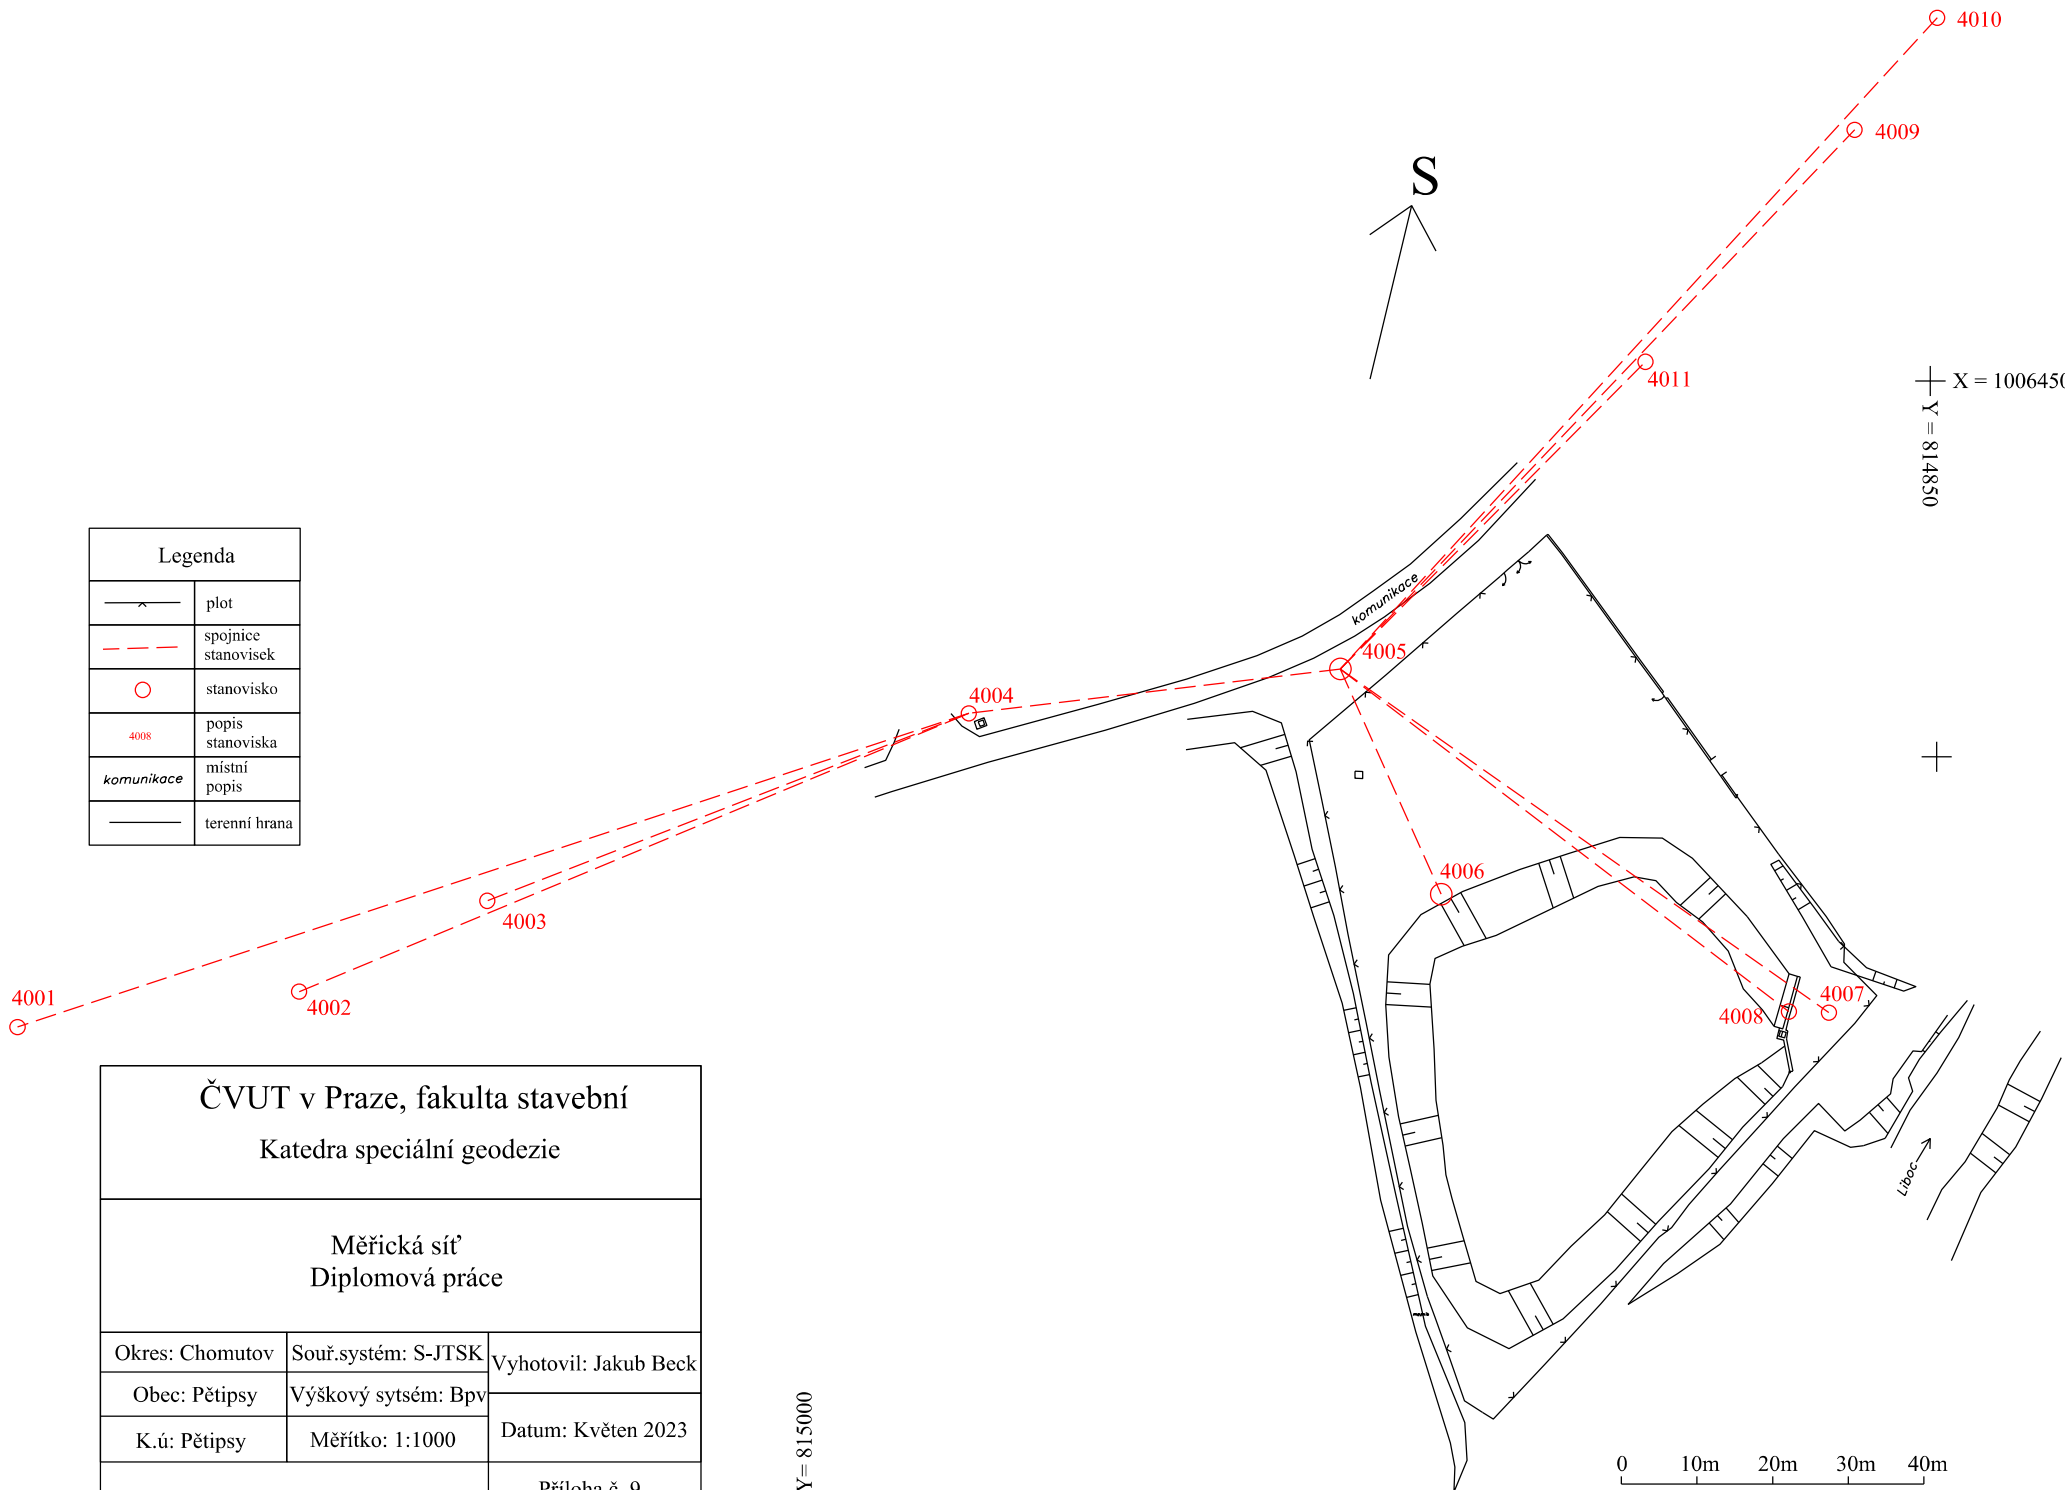 4010
4009
S
4011
X = 100645
Y = 814850
komunikace
4005
4004
4006
4003
4007
4008
4001
4002
Legenda
plot
spojnice
stanovisek
stanovisko
4008
popis
stanoviska
komunikace
místní
popis
terenní hrana
Liboc
ČVUT v Praze, fakulta stavební
Katedra speciální geodezie
Měřická síť
Diplomová práce
Okres: Chomutov
Souř.systém: S-JTSK
Vyhotovil: Jakub Beck
Obec: Pětipsy
Výškový sytsém: Bpv
Datum: Květen 2023
K.ú: Pětipsy
Měřítko: 1:1000
Příloha č. 9
Y= 815000
0 10m 20m 30m 40m